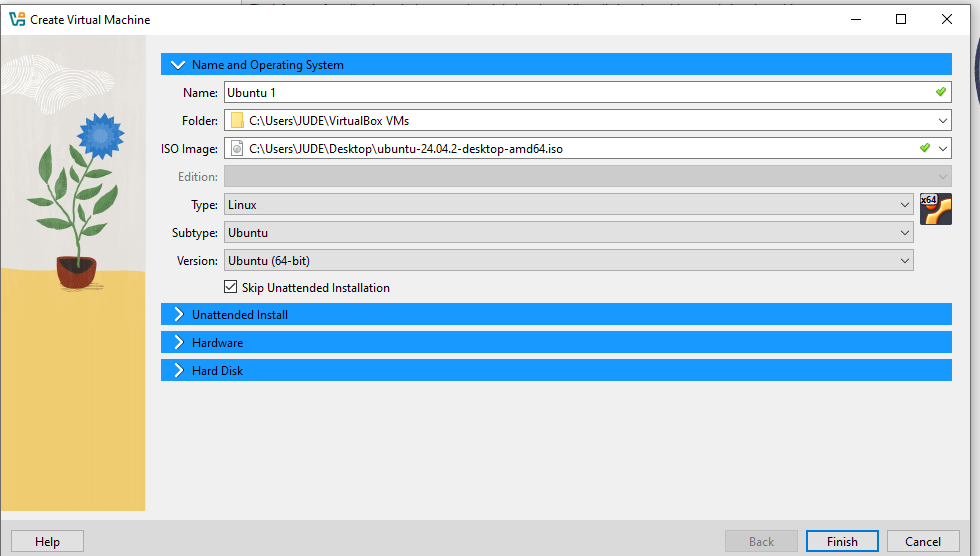 Create Virtual Machine
Name and Operating System
Name: Ubuntu 1
Folder: C:\Users\JUDE\VirtualBox VMs
ISO Image: C:\Users\JUDE\Desktop\ubuntu-24.04.2-desktop-amd64.iso
Edition:
Type: Linux
x64
Subtype: Ubuntu
Version: Ubuntu (64-bit)
Skip Unattended Installation
Unattended Install
Hardware
Hard Disk
Help Back Finish Cancel